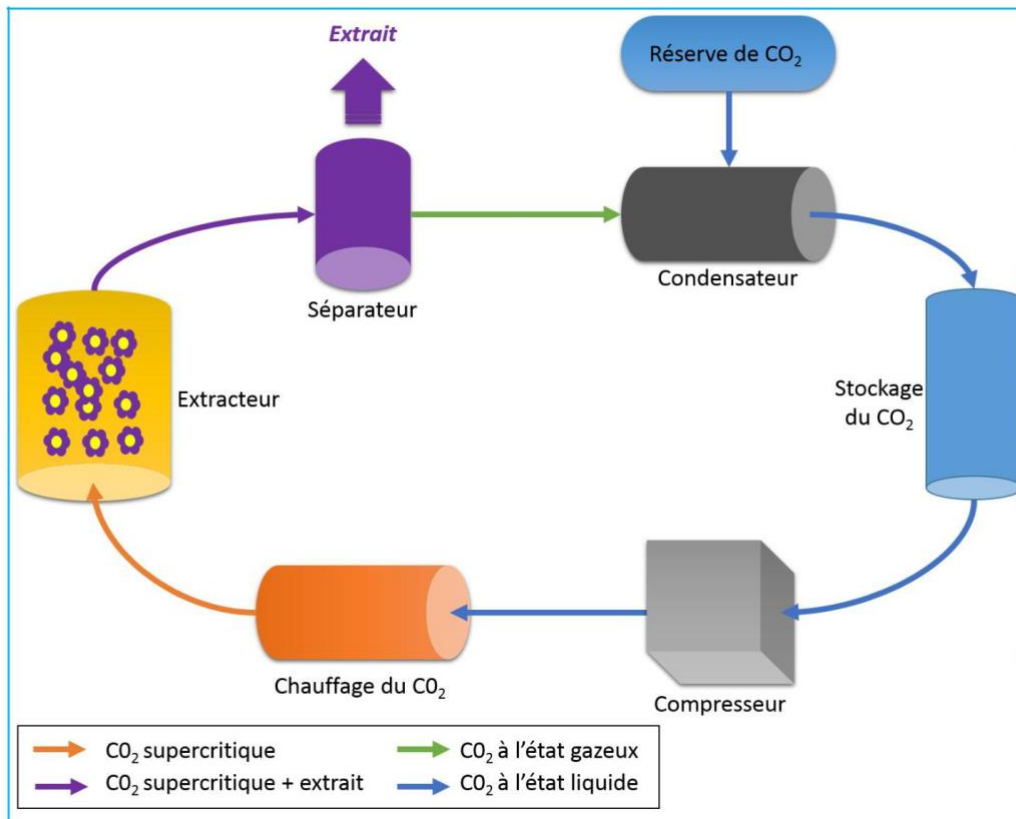 Extrait
Réserve de CO₂
Séparateur
Condensateur
Extracteur
Stockage
du CO₂
Chauffage du C0₂
Compresseur
C0₂ supercritique
C0₂ à l'état gazeux
C0₂ supercritique + extrait
C0₂ à l'état liquide